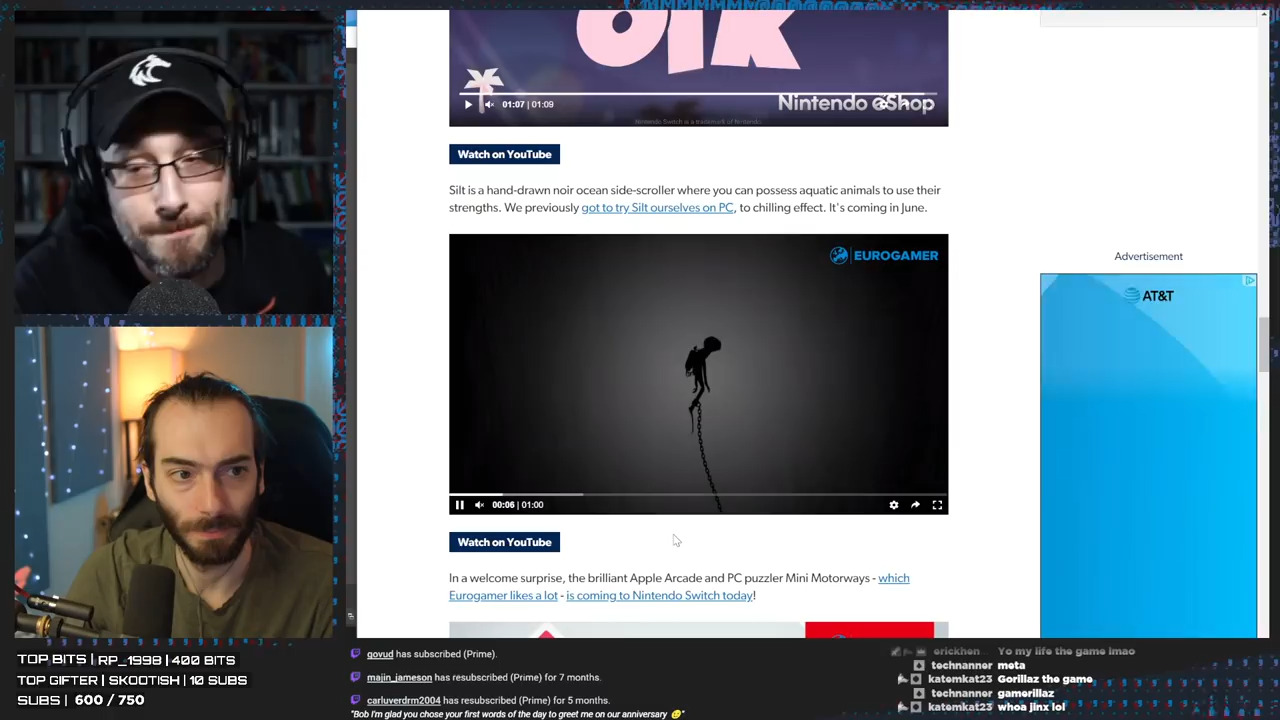 OIK
Nintendo eShop
01:07 | 01:09
Nintendo Switch is a trademark of Nintendo.
Watch on YouTube
Silt is a hand-drawn noir ocean side-scroller where you can possess aquatic animals to use their
strengths. We previously got to try Silt ourselves on PC, to chilling effect. It's coming in June.
EUROGAMER
00:06 | 01:00
Watch on YouTube
In a welcome surprise, the brilliant Apple Arcade and PC puzzler Mini Motorways - which
Eurogamer likes a lot - is coming to Nintendo Switch today!
Advertisement
AT&T
TOP BITS | RP_1998 | 400 BITS
TOP GIFTER | SKOOTISH | 10 SUBS
SUBS | 600 / 750
govud has subscribed (Prime).
majin_jameson has resubscribed (Prime) for 7 months.
carluverdrm2004 has resubscribed (Prime) for 5 months.
"Bob I'm glad you chose your first words of the day to greet me on our anniversary 😉"
erickhen Yo my life the game lmao
technanner meta
katemkat23 Gorillaz the game
technanner gamerillaz
katemkat23 whoa jinx lol